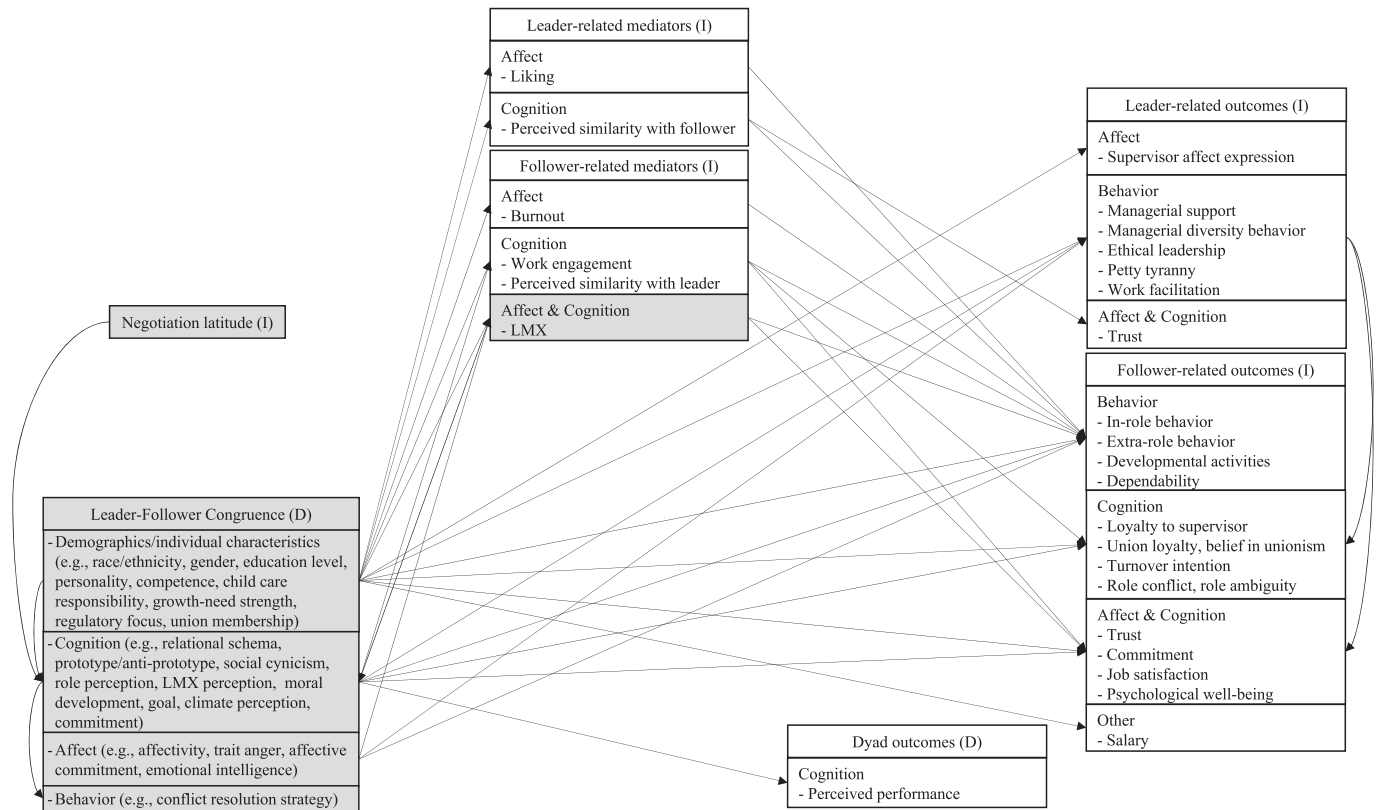 Leader-related mediators (I)
Affect
- Liking
Cognition
- Perceived similarity with follower
Follower-related mediators (I)
Affect
- Burnout
Cognition
- Work engagement
- Perceived similarity with leader
Affect & Cognition
- LMX
Negotiation latitude (I)
Leader-Follower Congruence (D)
- Demographics/individual characteristics
(e.g., race/ethnicity, gender, education level,
personality, competence, child care
responsibility, growth-need strength,
regulatory focus, union membership)
- Cognition (e.g., relational schema,
prototype/anti-prototype, social cynicism,
role perception, LMX perception, moral
development, goal, climate perception,
commitment)
- Affect (e.g., affectivity, trait anger, affective
commitment, emotional intelligence)
- Behavior (e.g., conflict resolution strategy)
Leader-related outcomes (I)
Affect
- Supervisor affect expression
Behavior
- Managerial support
- Managerial diversity behavior
- Ethical leadership
- Petty tyranny
- Work facilitation
Affect & Cognition
- Trust
Follower-related outcomes (I)
Behavior
- In-role behavior
- Extra-role behavior
- Developmental activities
- Dependability
Cognition
- Loyalty to supervisor
- Union loyalty, belief in unionism
- Turnover intention
- Role conflict, role ambiguity
Affect & Cognition
- Trust
- Commitment
- Job satisfaction
- Psychological well-being
Other
- Salary
Dyad outcomes (D)
Cognition
- Perceived performance